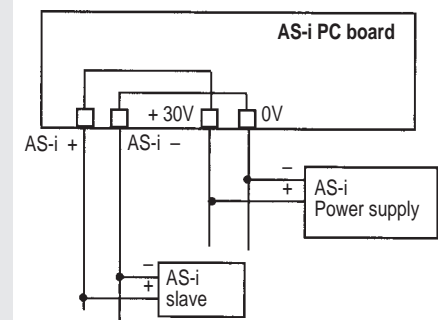 AS-i PC board
+ 30V
0V
AS-i +
AS-i –
–
+
AS-i
Power supply
–
+
AS-i
slave